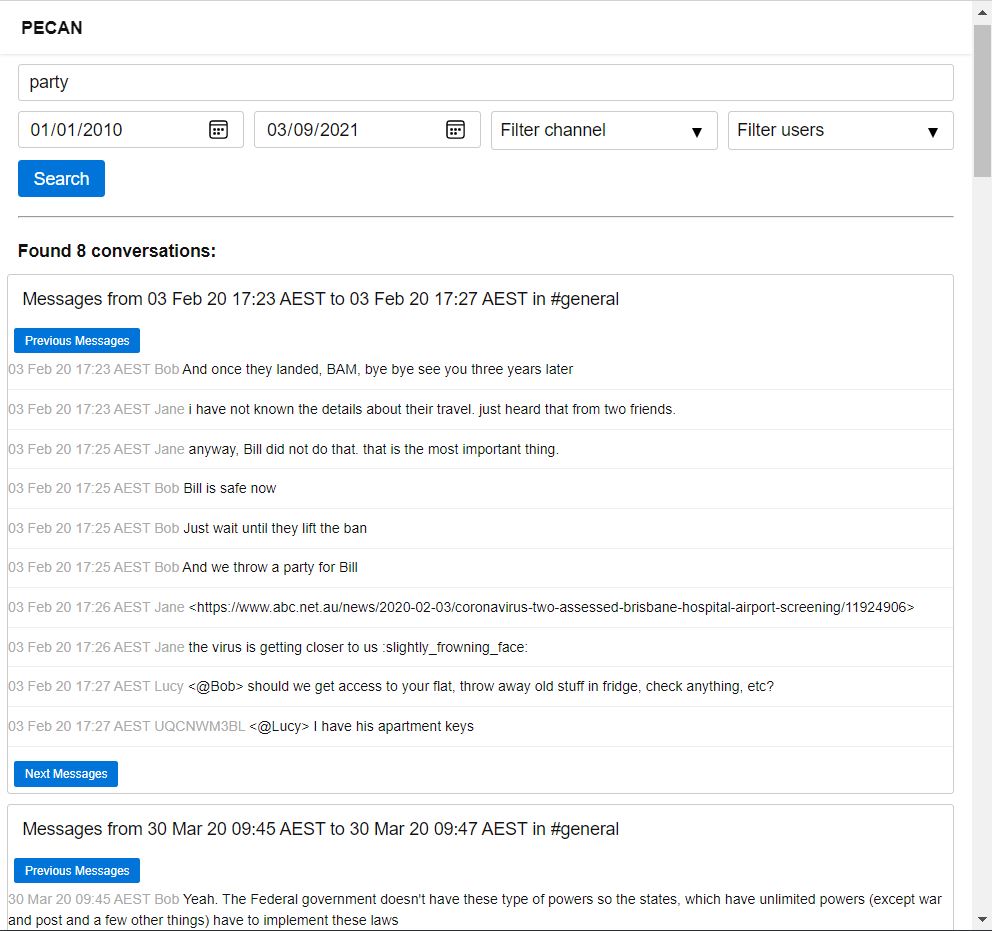 PECAN
party
01/01/2010
03/09/2021
Filter channel
Filter users
Search
Found 8 conversations:
Messages from 03 Feb 20 17:23 AEST to 03 Feb 20 17:27 AEST in #general
Previous Messages
03 Feb 20 17:23 AEST Bob And once they landed, BAM, bye bye see you three years later
03 Feb 20 17:23 AEST Jane i have not known the details about their travel. just heard that from two friends.
03 Feb 20 17:25 AEST Jane anyway, Bill did not do that. that is the most important thing.
03 Feb 20 17:25 AEST Bob Bill is safe now
03 Feb 20 17:25 AEST Bob Just wait until they lift the ban
03 Feb 20 17:25 AEST Bob And we throw a party for Bill
03 Feb 20 17:26 AEST Jane <https://www.abc.net.au/news/2020-02-03/coronavirus-two-assessed-brisbane-hospital-airport-screening/11924906>
03 Feb 20 17:26 AEST Jane the virus is getting closer to us :slightly_frowning_face:
03 Feb 20 17:27 AEST Lucy <@Bob> should we get access to your flat, throw away old stuff in fridge, check anything, etc?
03 Feb 20 17:27 AEST UQCNWM3BL <@Lucy> I have his apartment keys
Next Messages
Messages from 30 Mar 20 09:45 AEST to 30 Mar 20 09:47 AEST in #general
Previous Messages
30 Mar 20 09:45 AEST Bob Yeah. The Federal government doesn't have these type of powers so the states, which have unlimited powers (except war
and post and a few other things) have to implement these laws